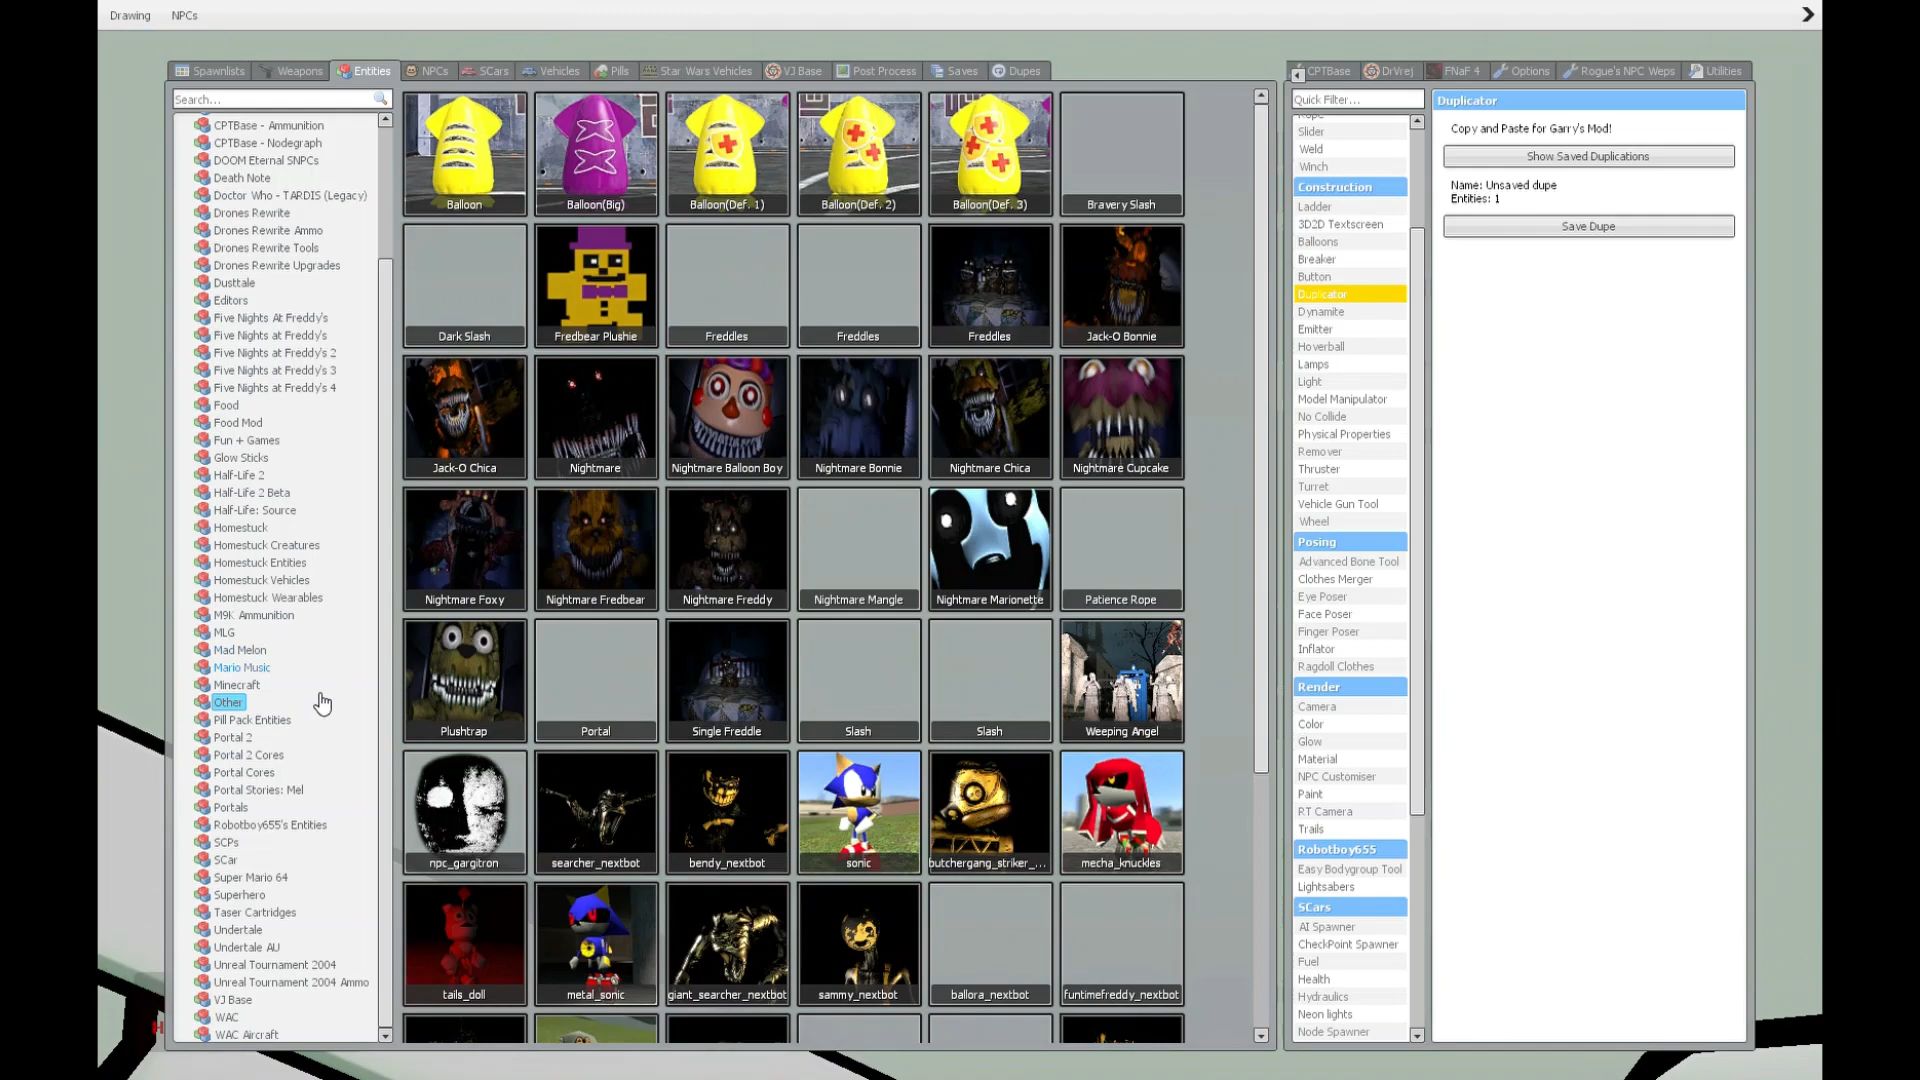 Drawing NPCs
Spawnlists Weapons Entities NPCs SCars Vehicles Pills Star Wars Vehicles VJ Base Post Process Saves Dupes
CPTBase DrVrej FNaF 4 Options Rogue's NPC Weps Utilities
Search...
CPTBase - Ammunition
CPTBase - Nodegraph
DOOM Eternal SNPCs
Death Note
Doctor Who - TARDIS (Legacy)
Drones Rewrite
Drones Rewrite Ammo
Drones Rewrite Tools
Drones Rewrite Upgrades
Dusttale
Editors
Five Nights At Freddy's
Five Nights at Freddy's
Five Nights at Freddy's 2
Five Nights at Freddy's 3
Five Nights at Freddy's 4
Food
Food Mod
Fun + Games
Glow Sticks
Half-Life 2
Half-Life 2 Beta
Half-Life: Source
Homestuck
Homestuck Creatures
Homestuck Entities
Homestuck Vehicles
Homestuck Wearables
M9K Ammunition
MLG
Mad Melon
Mario Music
Minecraft
Other
Pill Pack Entities
Portal 2
Portal 2 Cores
Portal Cores
Portal Stories: Mel
Portals
Robotboy655's Entities
SCPs
SCar
Super Mario 64
Superhero
Taser Cartridges
Undertale
Undertale AU
Unreal Tournament 2004
Unreal Tournament 2004 Ammo
VJ Base
WAC
WAC Aircraft
Balloon Balloon(Big) Balloon(Def. 1) Balloon(Def. 2) Balloon(Def. 3) Bravery Slash
Dark Slash Fredbear Plushie Freddles Freddles Freddles Jack-O Bonnie
Jack-O Chica Nightmare Nightmare Balloon Boy Nightmare Bonnie Nightmare Chica Nightmare Cupcake
Nightmare Foxy Nightmare Fredbear Nightmare Freddy Nightmare Mangle Nightmare Marionette Patience Rope
Plushtrap Portal Single Freddle Slash Slash Weeping Angel
npc_gargitron searcher_nextbot bendy_nextbot sonic butchergang_striker_... mecha_knuckles
tails_doll metal_sonic giant_searcher_nextbot sammy_nextbot ballora_nextbot funtimefreddy_nextbot
Quick Filter...
Rope
Slider
Weld
Winch
Construction
Ladder
3D2D Textscreen
Balloons
Breaker
Button
Duplicator
Dynamite
Emitter
Hoverball
Lamps
Light
Model Manipulator
No Collide
Physical Properties
Remover
Thruster
Turret
Vehicle Gun Tool
Wheel
Posing
Advanced Bone Tool
Clothes Merger
Eye Poser
Face Poser
Finger Poser
Inflator
Ragdoll Clothes
Render
Camera
Color
Glow
Material
NPC Customiser
Paint
RT Camera
Trails
Robotboy655
Easy Bodygroup Tool
Lightsabers
SCars
AI Spawner
CheckPoint Spawner
Fuel
Health
Hydraulics
Neon lights
Node Spawner
Duplicator
Copy and Paste for Garry's Mod!
Show Saved Duplications
Name: Unsaved dupe
Entities: 1
Save Dupe